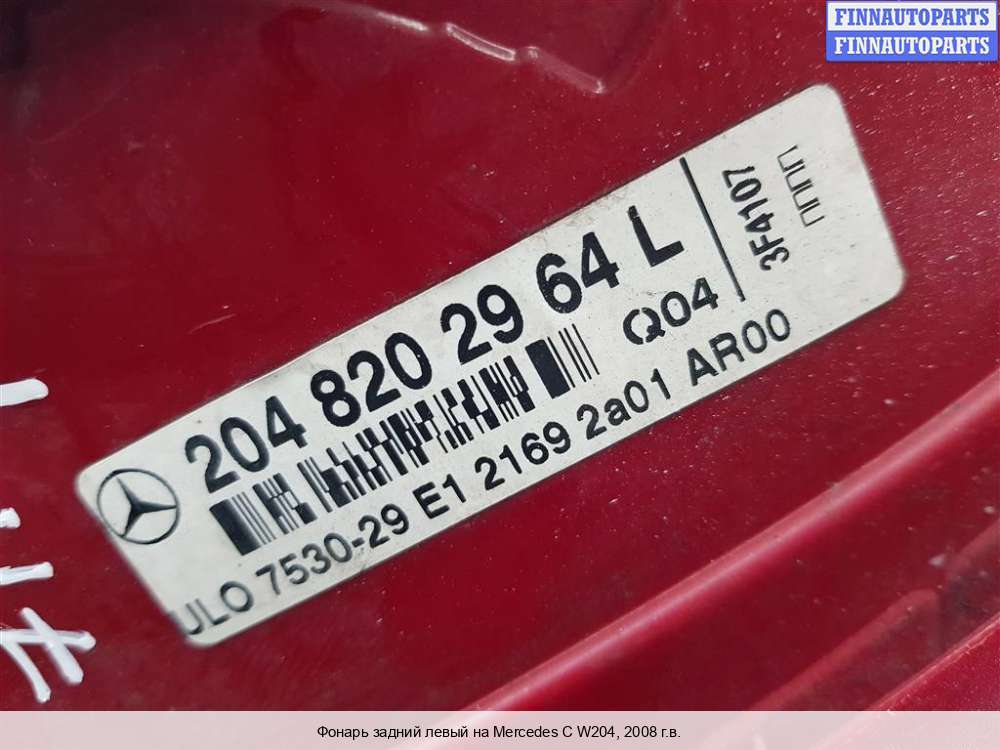 FINNAUTOPARTS
FINNAUTOPARTS
204 820 29 64 L
Q04
3F4107
ULO 7530-29 E1 2169 2a01 AR00
Фонарь задний левый на Mercedes C W204, 2008 г.в.